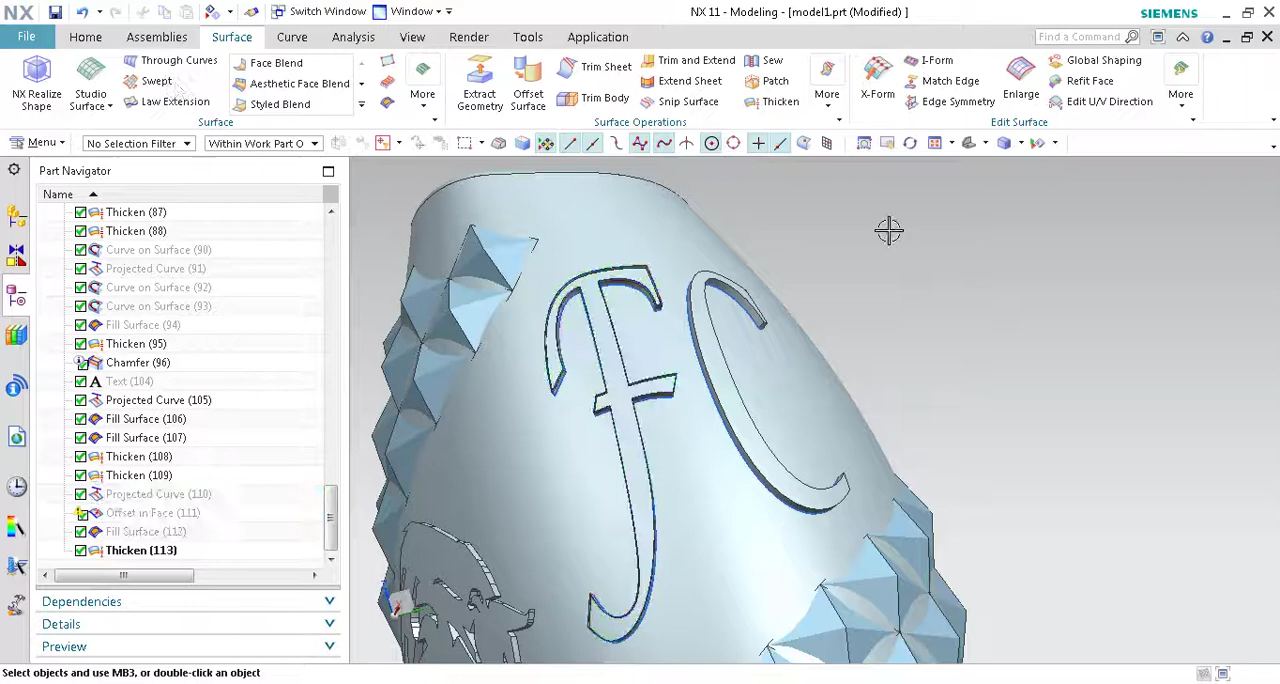 NX
Switch Window
Window
NX 11 - Modeling - [model1.prt (Modified) ]
SIEMENS
File
Home
Assemblies
Surface
Curve
Analysis
View
Render
Tools
Application
Find a Command
NX Realize Shape
Studio Surface
Through Curves
Swept
Law Extension
Face Blend
Aesthetic Face Blend
Styled Blend
More
Surface
Extract Geometry
Offset Surface
Trim Sheet
Trim Body
Trim and Extend
Extend Sheet
Snip Surface
Sew
Patch
Thicken
More
Surface Operations
X-Form
I-Form
Match Edge
Edge Symmetry
Enlarge
Global Shaping
Refit Face
Edit U/V Direction
More
Edit Surface
Menu
No Selection Filter
Within Work Part O
Part Navigator
Name
Thicken (87)
Thicken (88)
Curve on Surface (90)
Projected Curve (91)
Curve on Surface (92)
Curve on Surface (93)
Fill Surface (94)
Thicken (95)
Chamfer (96)
A Text (104)
Projected Curve (105)
Fill Surface (106)
Fill Surface (107)
Thicken (108)
Thicken (109)
Projected Curve (110)
Offset in Face (111)
Fill Surface (112)
Thicken (113)
Dependencies
Details
Preview
fC
Select objects and use MB3, or double-click an object